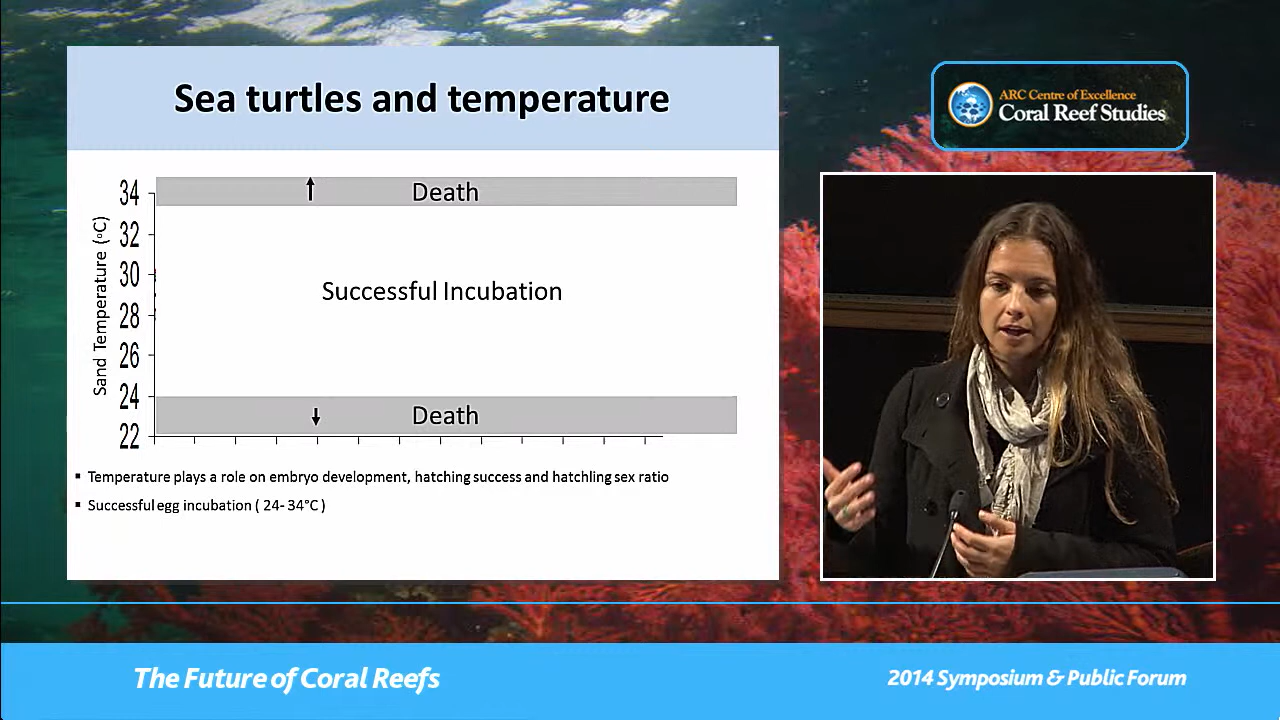 Sea turtles and temperature
ARC Centre of Excellence
Coral Reef Studies
34
32
30
28
26
24
22
Sand Temperature (oC)
Death
Successful Incubation
Death
▪ Temperature plays a role on embryo development, hatching success and hatchling sex ratio
▪ Successful egg incubation ( 24- 34°C )
The Future of Coral Reefs
2014 Symposium & Public Forum